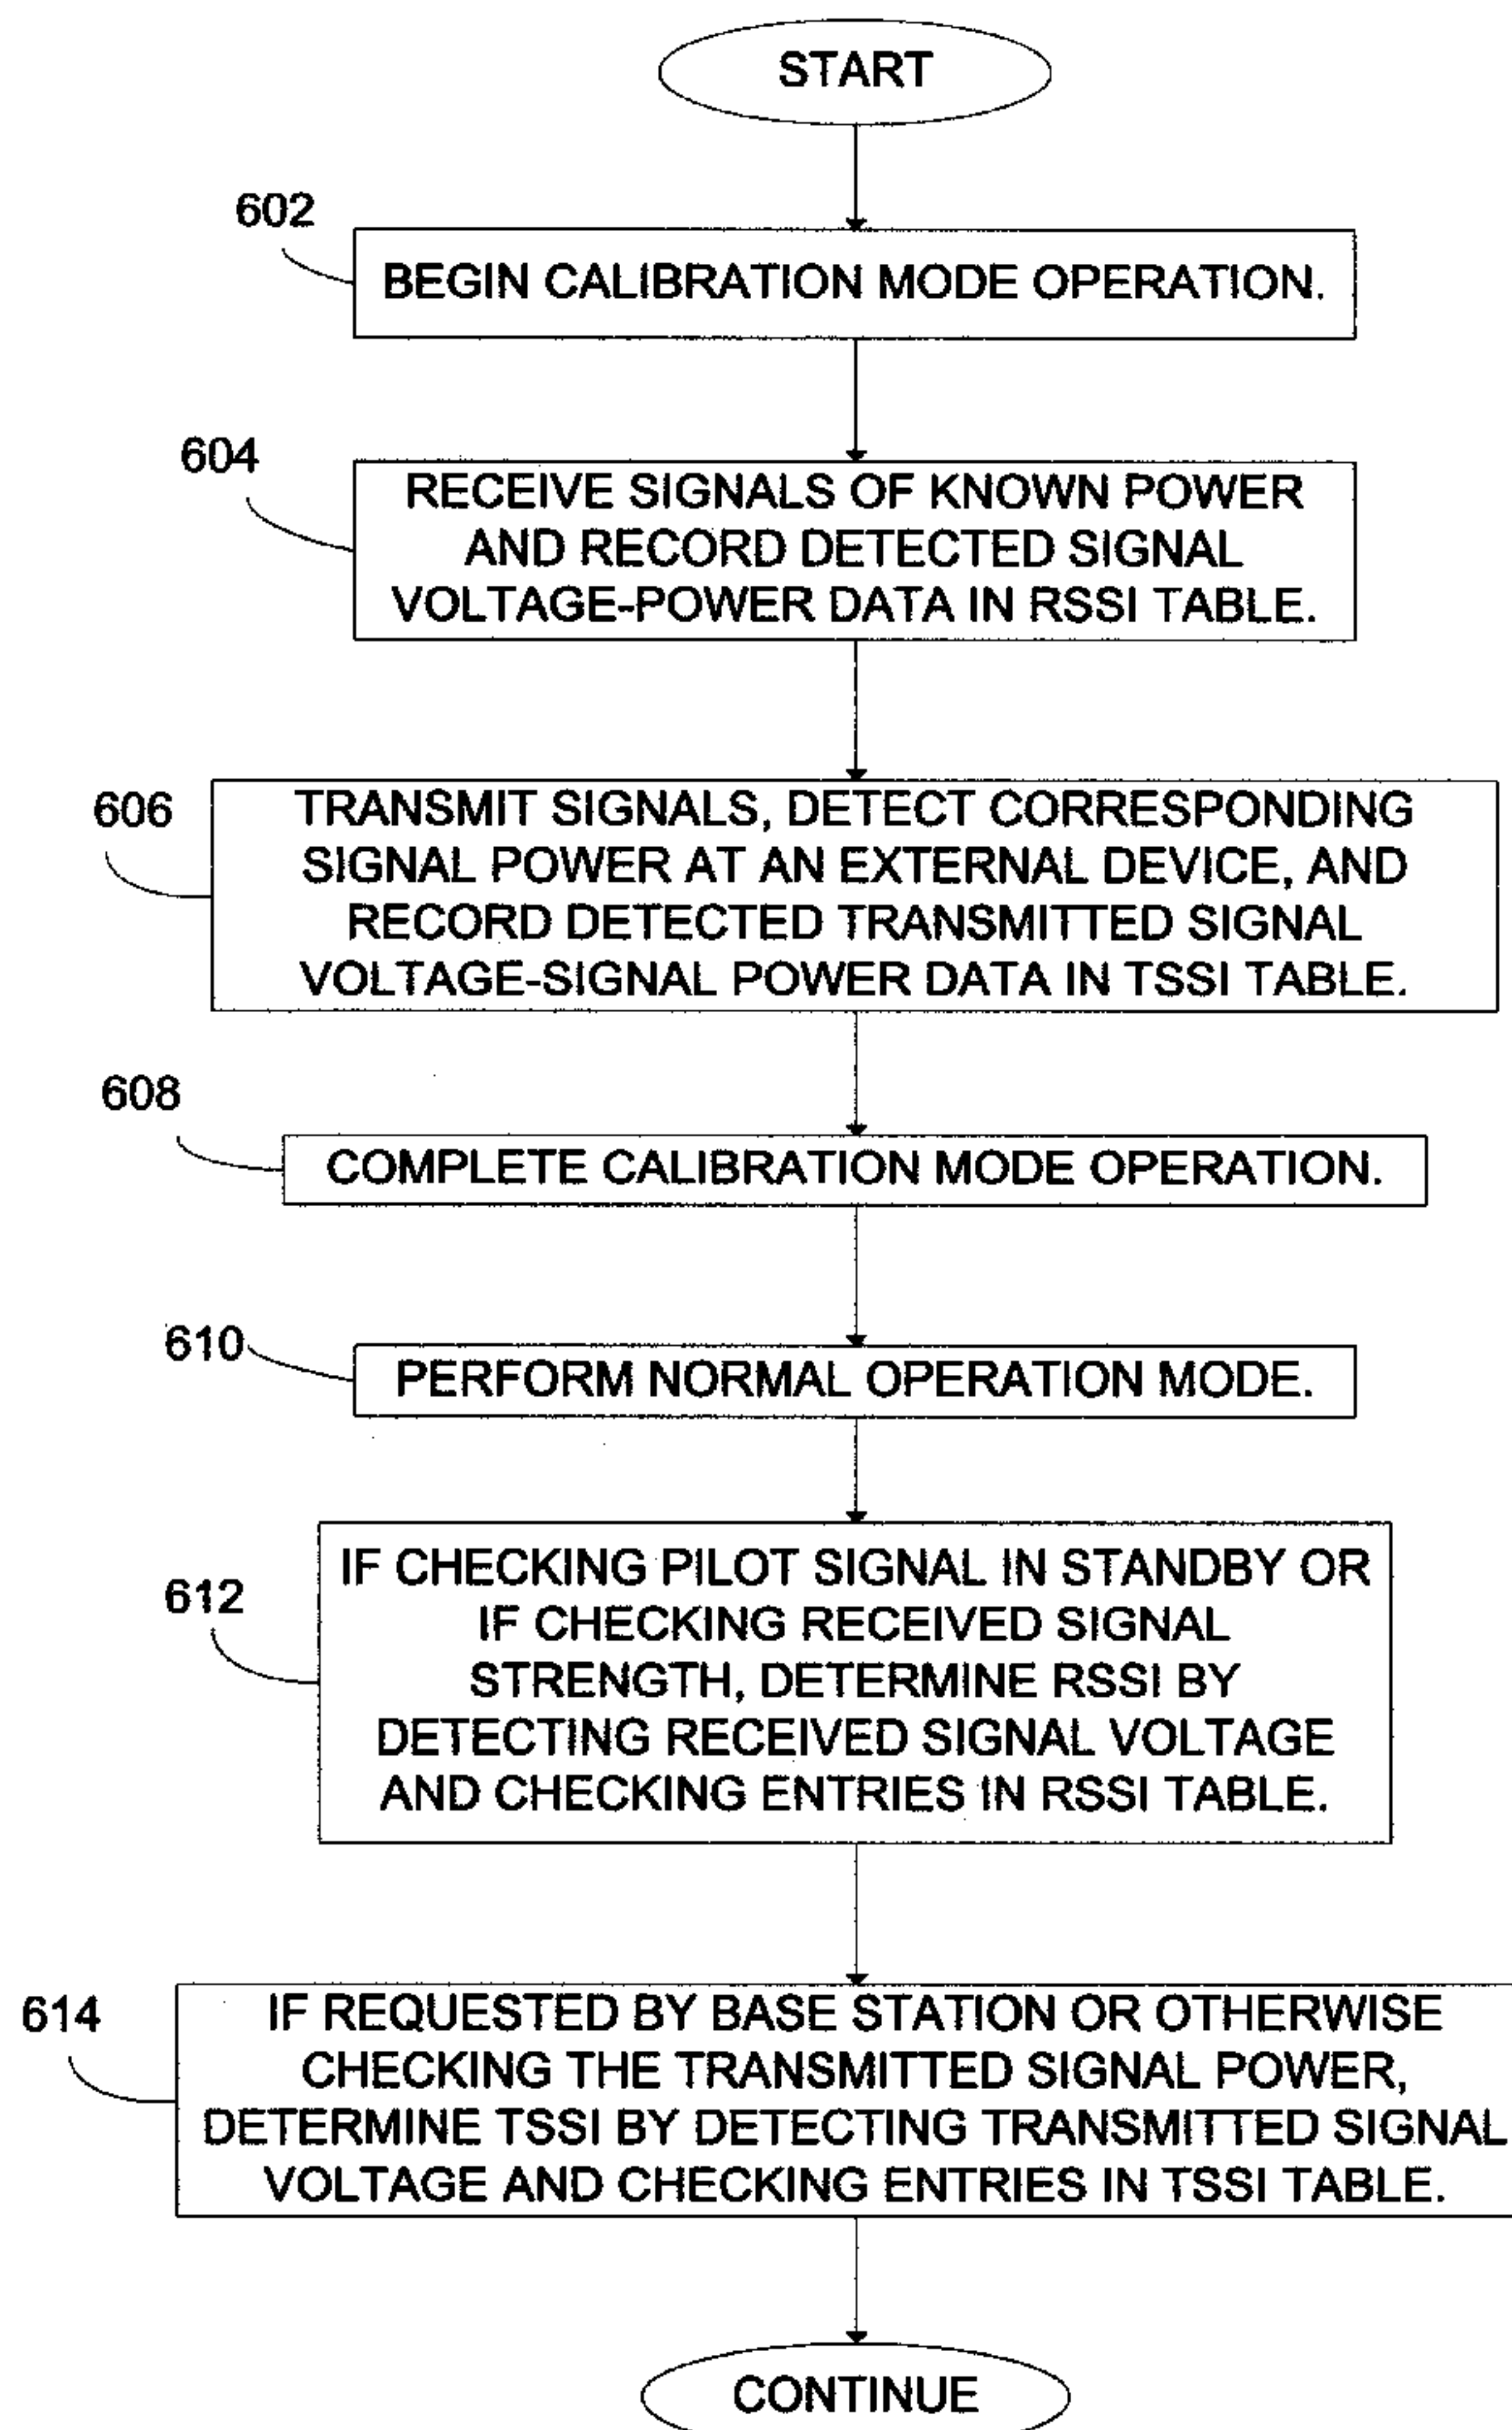 START
602
BEGIN CALIBRATION MODE OPERATION.
604
RECEIVE SIGNALS OF KNOWN POWER
AND RECORD DETECTED SIGNAL
VOLTAGE-POWER DATA IN RSSI TABLE.
606
TRANSMIT SIGNALS, DETECT CORRESPONDING
SIGNAL POWER AT AN EXTERNAL DEVICE, AND
RECORD DETECTED TRANSMITTED SIGNAL
VOLTAGE-SIGNAL POWER DATA IN TSSI TABLE.
608
COMPLETE CALIBRATION MODE OPERATION.
610
PERFORM NORMAL OPERATION MODE.
612
IF CHECKING PILOT SIGNAL IN STANDBY OR
IF CHECKING RECEIVED SIGNAL
STRENGTH, DETERMINE RSSI BY
DETECTING RECEIVED SIGNAL VOLTAGE
AND CHECKING ENTRIES IN RSSI TABLE.
614
IF REQUESTED BY BASE STATION OR OTHERWISE
CHECKING THE TRANSMITTED SIGNAL POWER,
DETERMINE TSSI BY DETECTING TRANSMITTED SIGNAL
VOLTAGE AND CHECKING ENTRIES IN TSSI TABLE.
CONTINUE